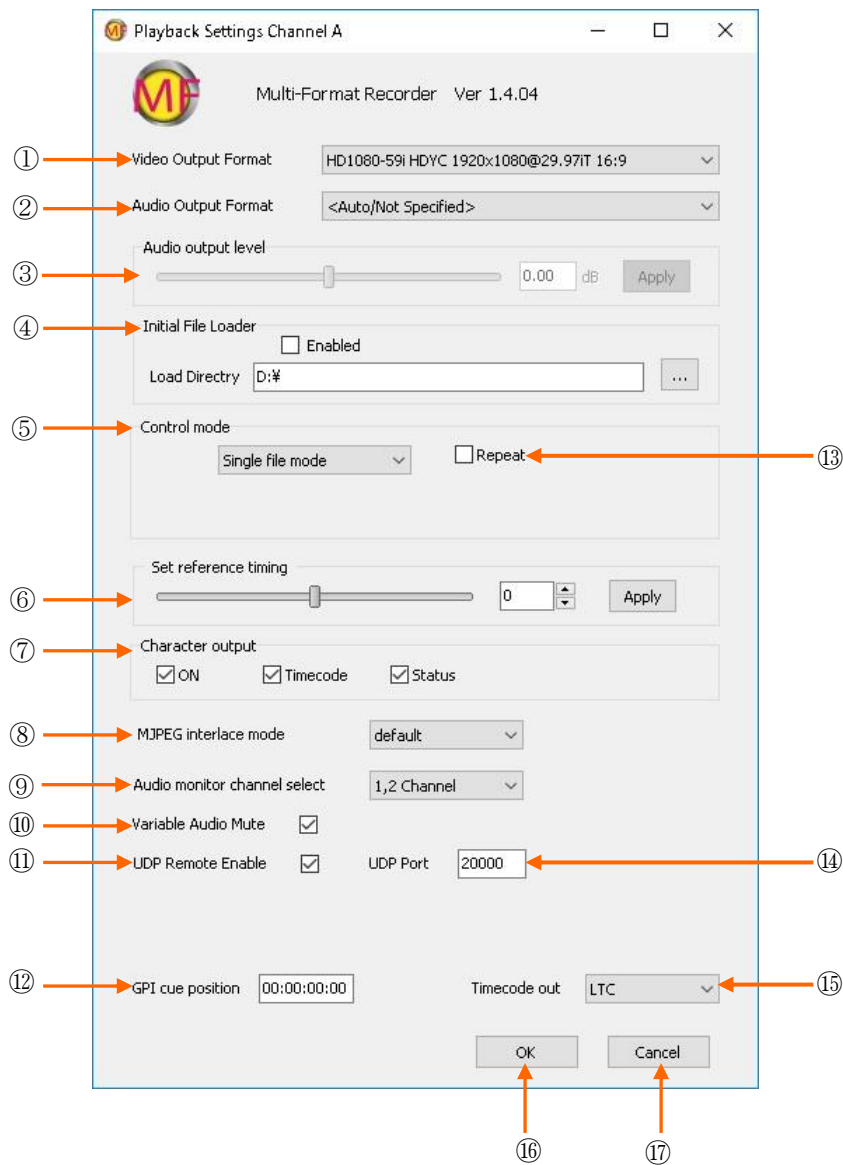 MF Playback Settings Channel A
MF Multi-Format Recorder Ver 1.4.04
① Video Output Format HD1080-59i HDYC 1920x1080@29.97iT 16:9
② Audio Output Format <Auto/Not Specified>
Audio output level
③ 0.00 dB Apply
④ Initial File Loader
Enabled
Load Directry D:¥ ...
⑤ Control mode
Single file mode Repeat ⑬
Set reference timing
⑥ 0 Apply
⑦ Character output
ON Timecode Status
⑧ MJPEG interlace mode default
⑨ Audio monitor channel select 1,2 Channel
⑩ Variable Audio Mute
⑪ UDP Remote Enable UDP Port 20000 ⑭
⑫ GPI cue position 00:00:00:00 Timecode out LTC ⑮
OK Cancel
⑯ ⑰